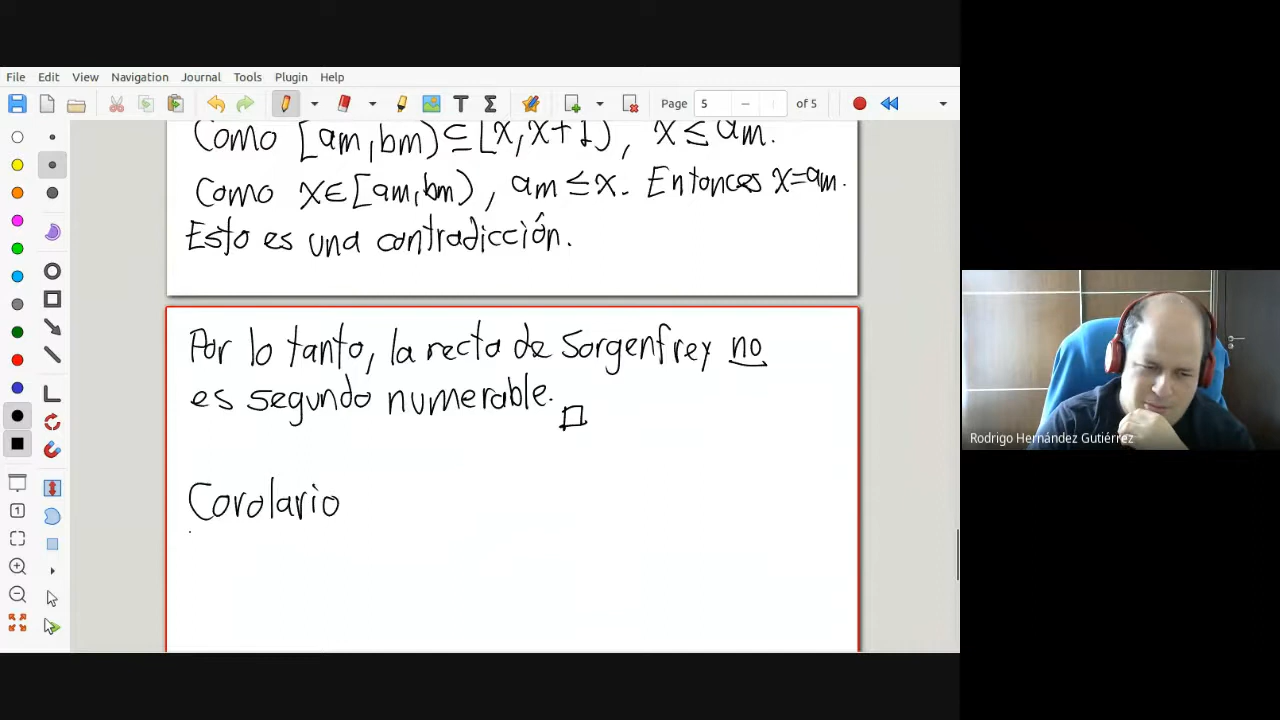 File Edit View Navigation Journal Tools Plugin Help
Page 5 of 5
Como [am, bm) ⊆ [x, x+1), x ≤ am.
Como x ∈ [am, bm), am ≤ x. Entonces x = am.
Esto es una contradicción.
Por lo tanto, la recta de Sorgenfrey no
es segundo numerable. □
Corolario
Rodrigo Hernández Gutiérrez